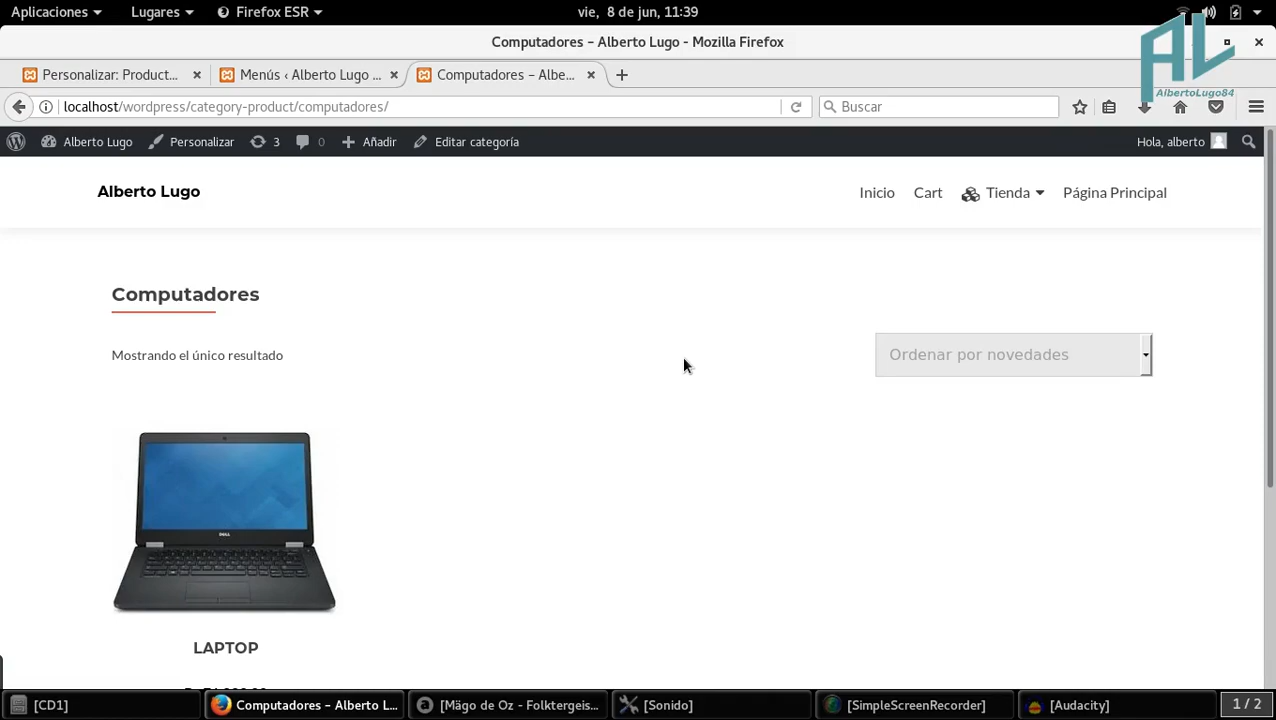 Aplicaciones Lugares Firefox ESR vie, 8 de jun, 11:39
Computadores – Alberto Lugo - Mozilla Firefox
Personalizar: Product... Menús ‹ Alberto Lugo ... Computadores – Albe...
localhost/wordpress/category-product/computadores/ Buscar
AL
AlbertoLugo84
Alberto Lugo Personalizar 3 0 Añadir Editar categoría Hola, alberto
Alberto Lugo Inicio Cart Tienda Página Principal
Computadores
Mostrando el único resultado Ordenar por novedades
DELL
LAPTOP
[CD1] Computadores – Alberto L... [Mägo de Oz - Folktergeis... [Sonido] [SimpleScreenRecorder] [Audacity] 1 / 2